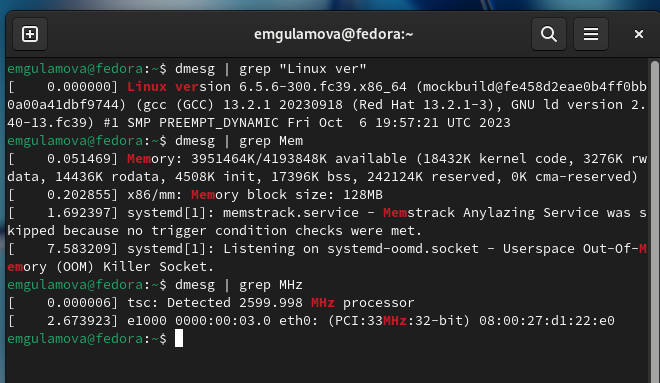 emgulamova@fedora:~
emgulamova@fedora:~$ dmesg | grep "Linux ver"
[    0.000000] Linux version 6.5.6-300.fc39.x86_64 (mockbuild@fe458d2eae0b4ff0bb
0a00a41dbf9744) (gcc (GCC) 13.2.1 20230918 (Red Hat 13.2.1-3), GNU ld version 2.
40-13.fc39) #1 SMP PREEMPT_DYNAMIC Fri Oct  6 19:57:21 UTC 2023
emgulamova@fedora:~$ dmesg | grep Mem
[    0.051469] Memory: 3951464K/4193848K available (18432K kernel code, 3276K rw
data, 14436K rodata, 4508K init, 17396K bss, 242124K reserved, 0K cma-reserved)
[    0.202855] x86/mm: Memory block size: 128MB
[    1.692397] systemd[1]: memstrack.service - Memstrack Anylazing Service was s
kipped because no trigger condition checks were met.
[    7.583209] systemd[1]: Listening on systemd-oomd.socket - Userspace Out-Of-M
emory (OOM) Killer Socket.
emgulamova@fedora:~$ dmesg | grep MHz
[    0.000006] tsc: Detected 2599.998 MHz processor
[    2.673923] e1000 0000:00:03.0 eth0: (PCI:33MHz:32-bit) 08:00:27:d1:22:e0
emgulamova@fedora:~$